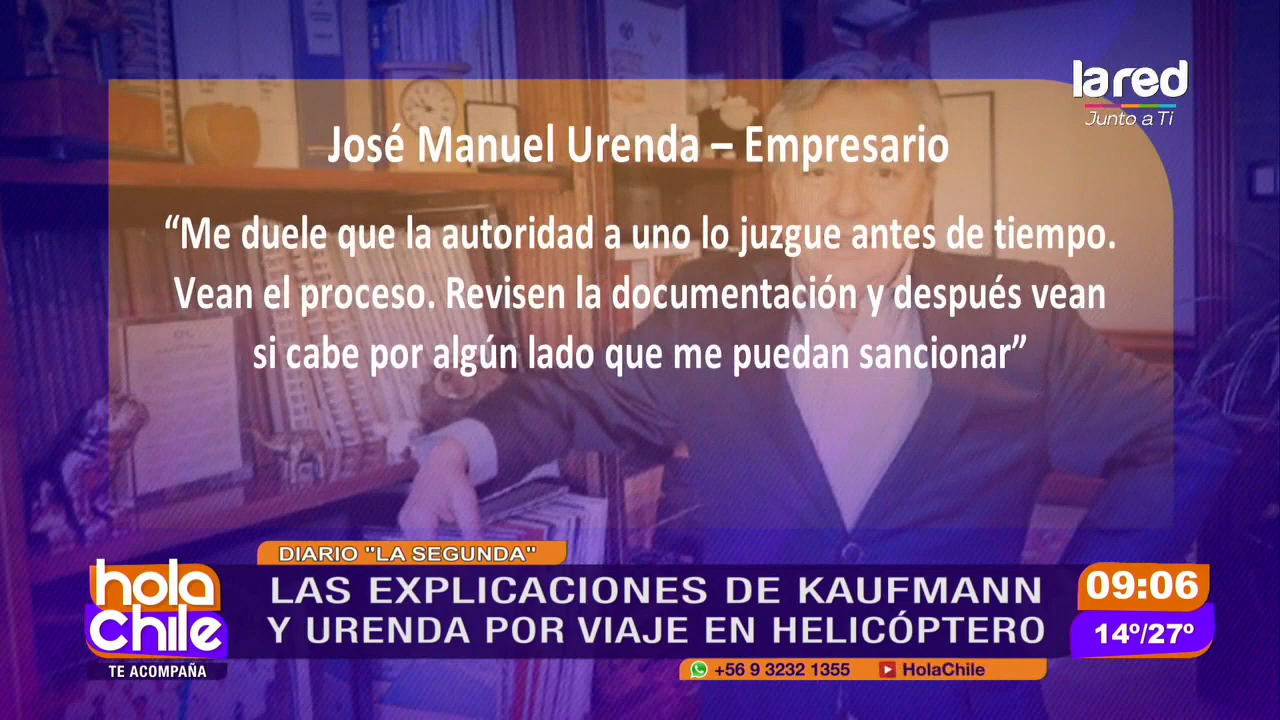 la red
Junto a Ti
José Manuel Urenda – Empresario
“Me duele que la autoridad a uno lo juzgue antes de tiempo.
Vean el proceso. Revisen la documentación y después vean
si cabe por algún lado que me puedan sancionar”
DIARIO "LA SEGUNDA"
hola
chile
TE ACOMPAÑA
LAS EXPLICACIONES DE KAUFMANN
Y URENDA POR VIAJE EN HELICÓPTERO
09:06
14º/27º
+56 9 3232 1355 HolaChile